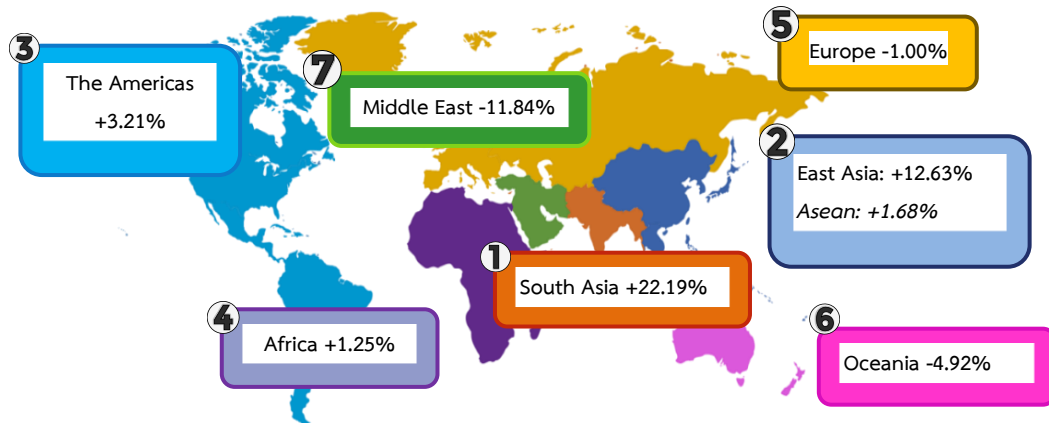 3
The Americas
+3.21%
7
Middle East -11.84%
5
Europe -1.00%
2
East Asia: +12.63%
Asean: +1.68%
1
South Asia +22.19%
4
Africa +1.25%
6
Oceania -4.92%